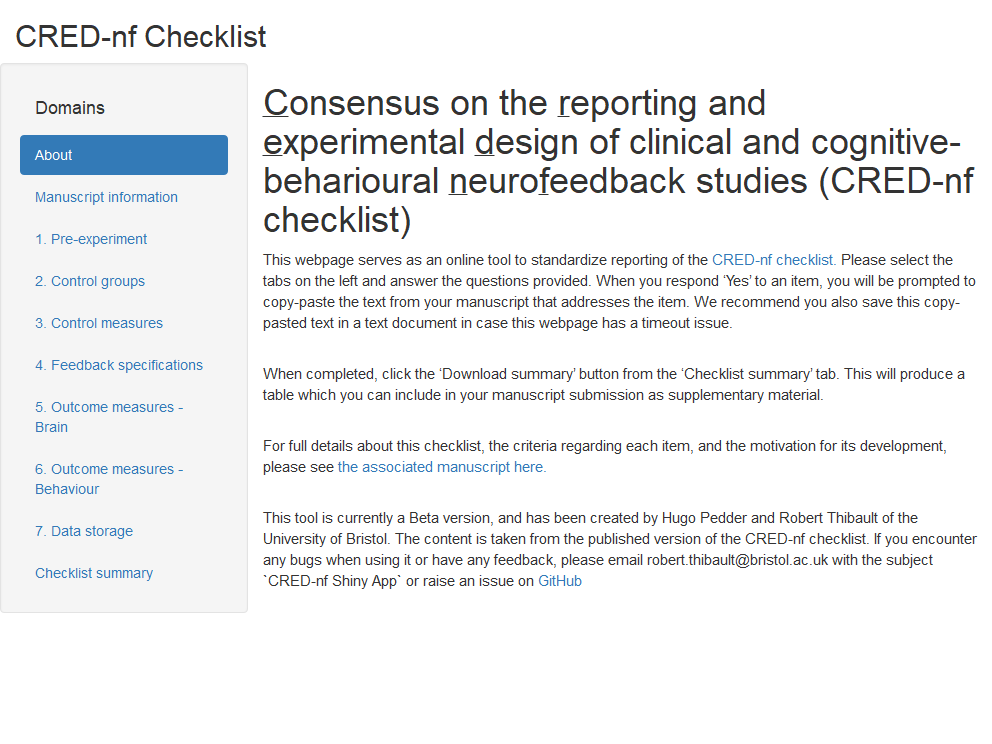 CRED-nf Checklist
Domains
About
Manuscript information
1. Pre-experiment
2. Control groups
3. Control measures
4. Feedback specifications
5. Outcome measures -
Brain
6. Outcome measures -
Behaviour
7. Data storage
Checklist summary
Consensus on the reporting and
experimental design of clinical and cognitive-
beharioural neurofeedback studies (CRED-nf
checklist)
This webpage serves as an online tool to standardize reporting of the CRED-nf checklist. Please select the
tabs on the left and answer the questions provided. When you respond ‘Yes’ to an item, you will be prompted to
copy-paste the text from your manuscript that addresses the item. We recommend you also save this copy-
pasted text in a text document in case this webpage has a timeout issue.
When completed, click the ‘Download summary’ button from the ‘Checklist summary’ tab. This will produce a
table which you can include in your manuscript submission as supplementary material.
For full details about this checklist, the criteria regarding each item, and the motivation for its development,
please see the associated manuscript here.
This tool is currently a Beta version, and has been created by Hugo Pedder and Robert Thibault of the
University of Bristol. The content is taken from the published version of the CRED-nf checklist. If you encounter
any bugs when using it or have any feedback, please email robert.thibault@bristol.ac.uk with the subject
`CRED-nf Shiny App` or raise an issue on GitHub